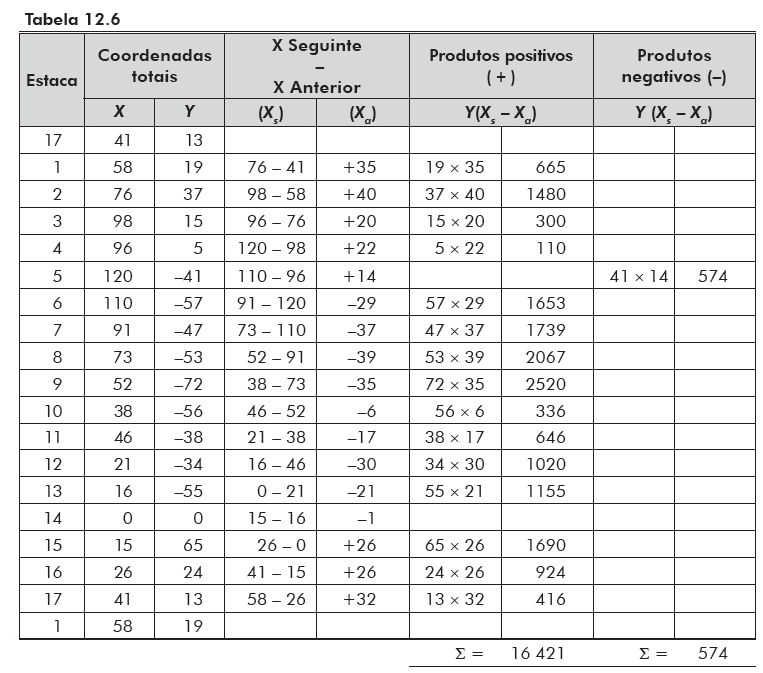 Tabela 12.6
Estaca Coordenadas totais X Seguinte – X Anterior Produtos positivos (+) Produtos negativos (–)
X Y (Xs) (Xa) Y(Xs – Xa) Y (Xs – Xa)
17 41 13
1 58 19 76 – 41 +35 19 × 35 665
2 76 37 98 – 58 +40 37 × 40 1480
3 98 15 96 – 76 +20 15 × 20 300
4 96 5 120 – 98 +22 5 × 22 110
5 120 –41 110 – 96 +14 41 × 14 574
6 110 –57 91 – 120 –29 57 × 29 1653
7 91 –47 73 – 110 –37 47 × 37 1739
8 73 –53 52 – 91 –39 53 × 39 2067
9 52 –72 38 – 73 –35 72 × 35 2520
10 38 –56 46 – 52 –6 56 × 6 336
11 46 –38 21 – 38 –17 38 × 17 646
12 21 –34 16 – 46 –30 34 × 30 1020
13 16 –55 0 – 21 –21 55 × 21 1155
14 0 0 15 – 16 –1
15 15 65 26 – 0 +26 65 × 26 1690
16 26 24 41 – 15 +26 24 × 26 924
17 41 13 58 – 26 +32 13 × 32 416
1 58 19
Σ = 16 421 Σ = 574